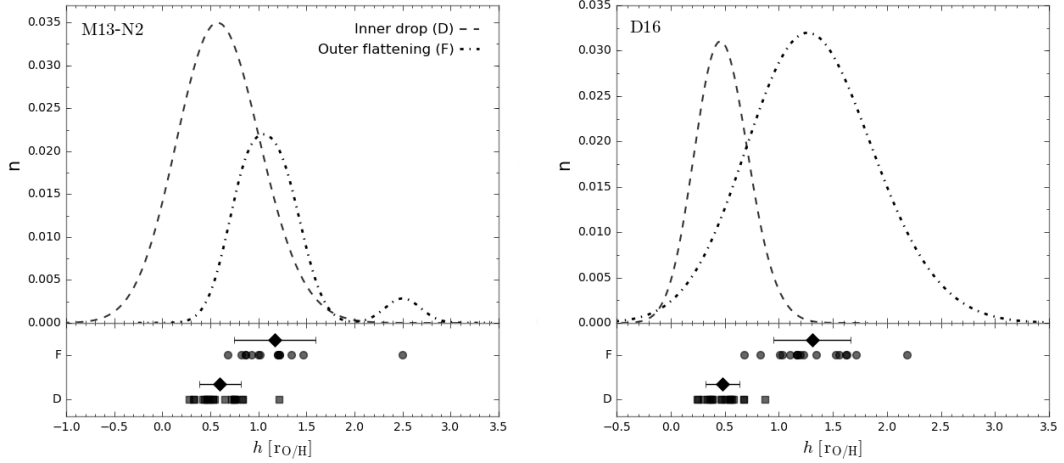 M13-N2
Inner drop (D)
Outer flattening (F)
n
0.035
0.030
0.025
0.020
0.015
0.010
0.005
0.000
F
D
−1.0 −0.5 0.0 0.5 1.0 1.5 2.0 2.5 3.0 3.5
h [r_O/H]
D16
n
0.035
0.030
0.025
0.020
0.015
0.010
0.005
0.000
F
D
−0.5 0.0 0.5 1.0 1.5 2.0 2.5 3.0 3.5
h [r_O/H]